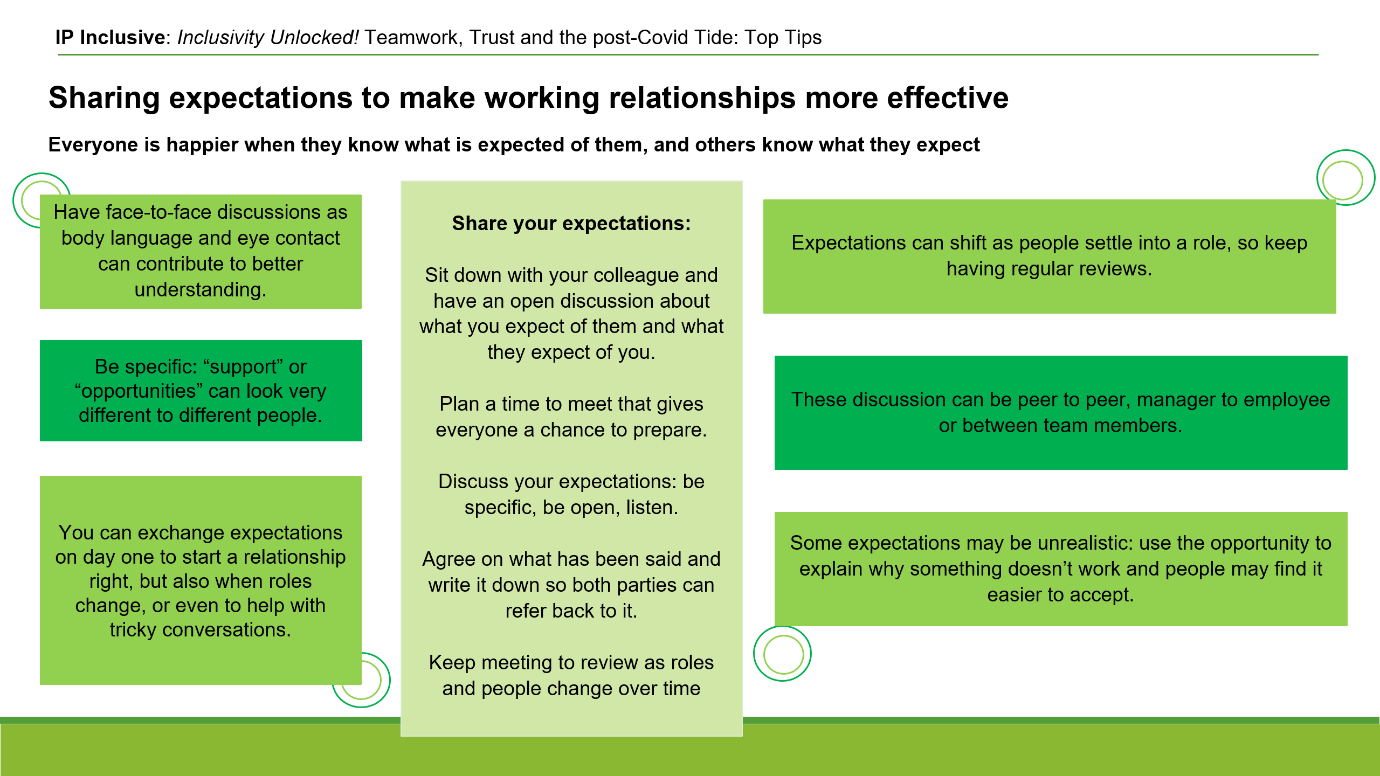 IP Inclusive: Inclusivity Unlocked! Teamwork, Trust and the post-Covid Tide: Top Tips
Sharing expectations to make working relationships more effective
Everyone is happier when they know what is expected of them, and others know what they expect
Have face-to-face discussions as
body language and eye contact
can contribute to better
understanding.
Be specific: “support” or
“opportunities” can look very
different to different people.
You can exchange expectations
on day one to start a relationship
right, but also when roles
change, or even to help with
tricky conversations.
Share your expectations:
Sit down with your colleague and
have an open discussion about
what you expect of them and what
they expect of you.
Plan a time to meet that gives
everyone a chance to prepare.
Discuss your expectations: be
specific, be open, listen.
Agree on what has been said and
write it down so both parties can
refer back to it.
Keep meeting to review as roles
and people change over time
Expectations can shift as people settle into a role, so keep
having regular reviews.
These discussion can be peer to peer, manager to employee
or between team members.
Some expectations may be unrealistic: use the opportunity to
explain why something doesn’t work and people may find it
easier to accept.